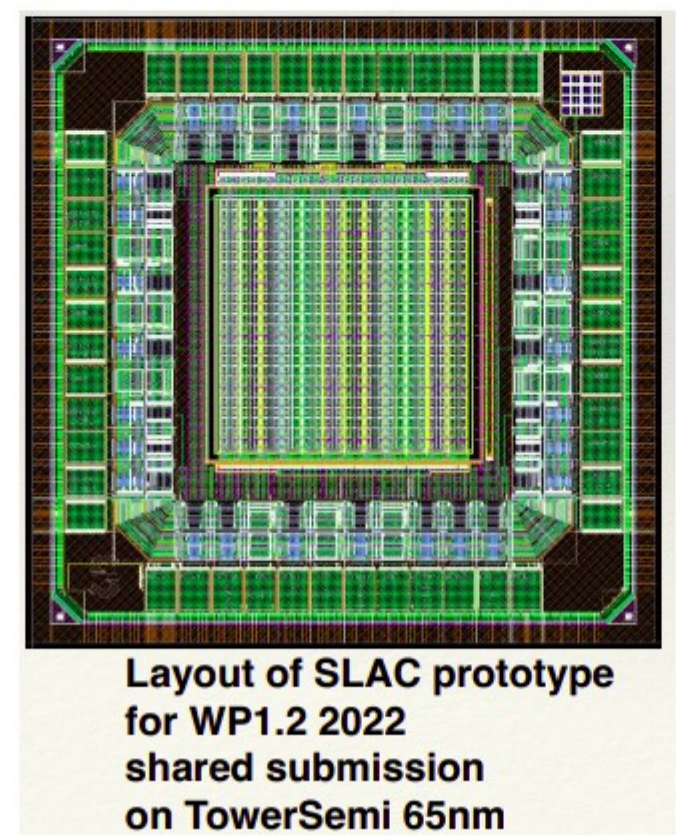 Layout of SLAC prototype
for WP1.2 2022
shared submission
on TowerSemi 65nm